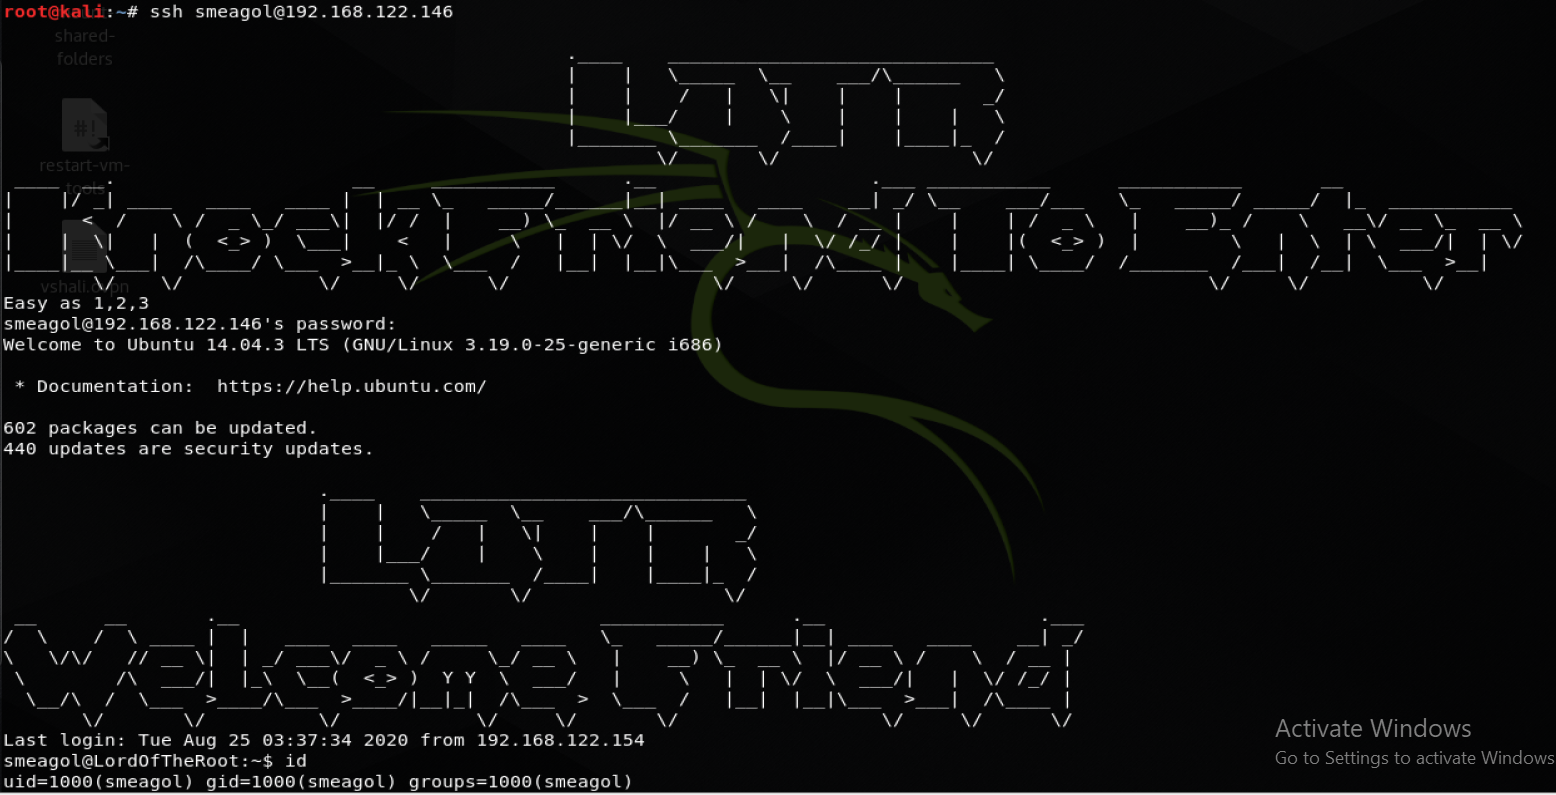 root@kali:~# ssh smeagol@192.168.122.146
shared-
folders
LOTR
restart-vm-
tools
Knock Friend To Enter
vshali.ovpn
Easy as 1,2,3
smeagol@192.168.122.146's password:
Welcome to Ubuntu 14.04.3 LTS (GNU/Linux 3.19.0-25-generic i686)
* Documentation:  https://help.ubuntu.com/
602 packages can be updated.
440 updates are security updates.
LOTR
Welcome Friend
Last login: Tue Aug 25 03:37:34 2020 from 192.168.122.154
smeagol@LordOfTheRoot:~$ id
uid=1000(smeagol) gid=1000(smeagol) groups=1000(smeagol)
Activate Windows
Go to Settings to activate Windows